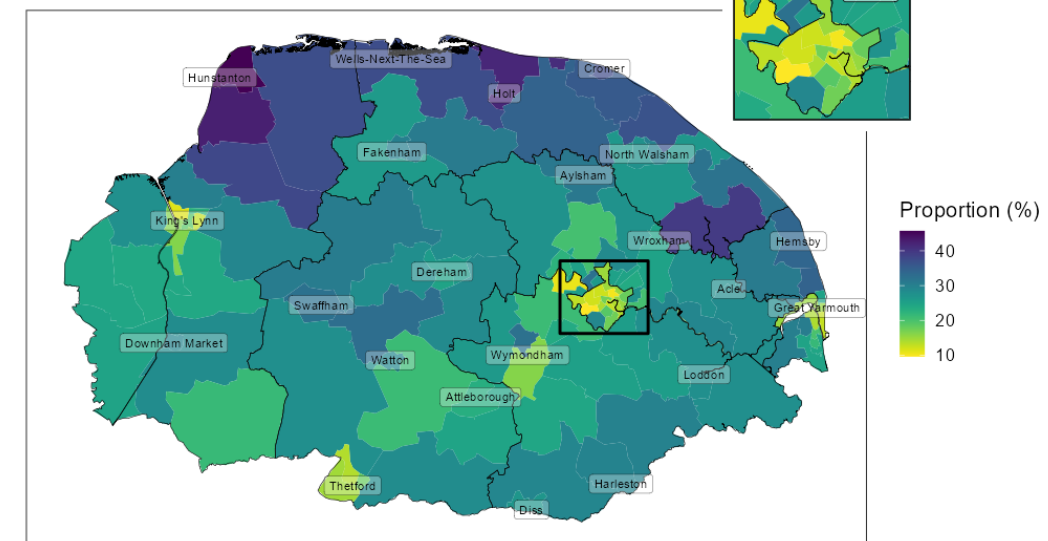 Wells-Next-The-Sea
Cromer
Hunstanton
Holt
Fakenham
North Walsham
Aylsham
King's Lynn
Wroxham
Hemsby
Dereham
Acle
Swaffham
Great Yarmouth
Downham Market
Wymondham
Watton
Loddon
Attleborough
Thetford
Harleston
Diss
Proportion (%)
40
30
20
10